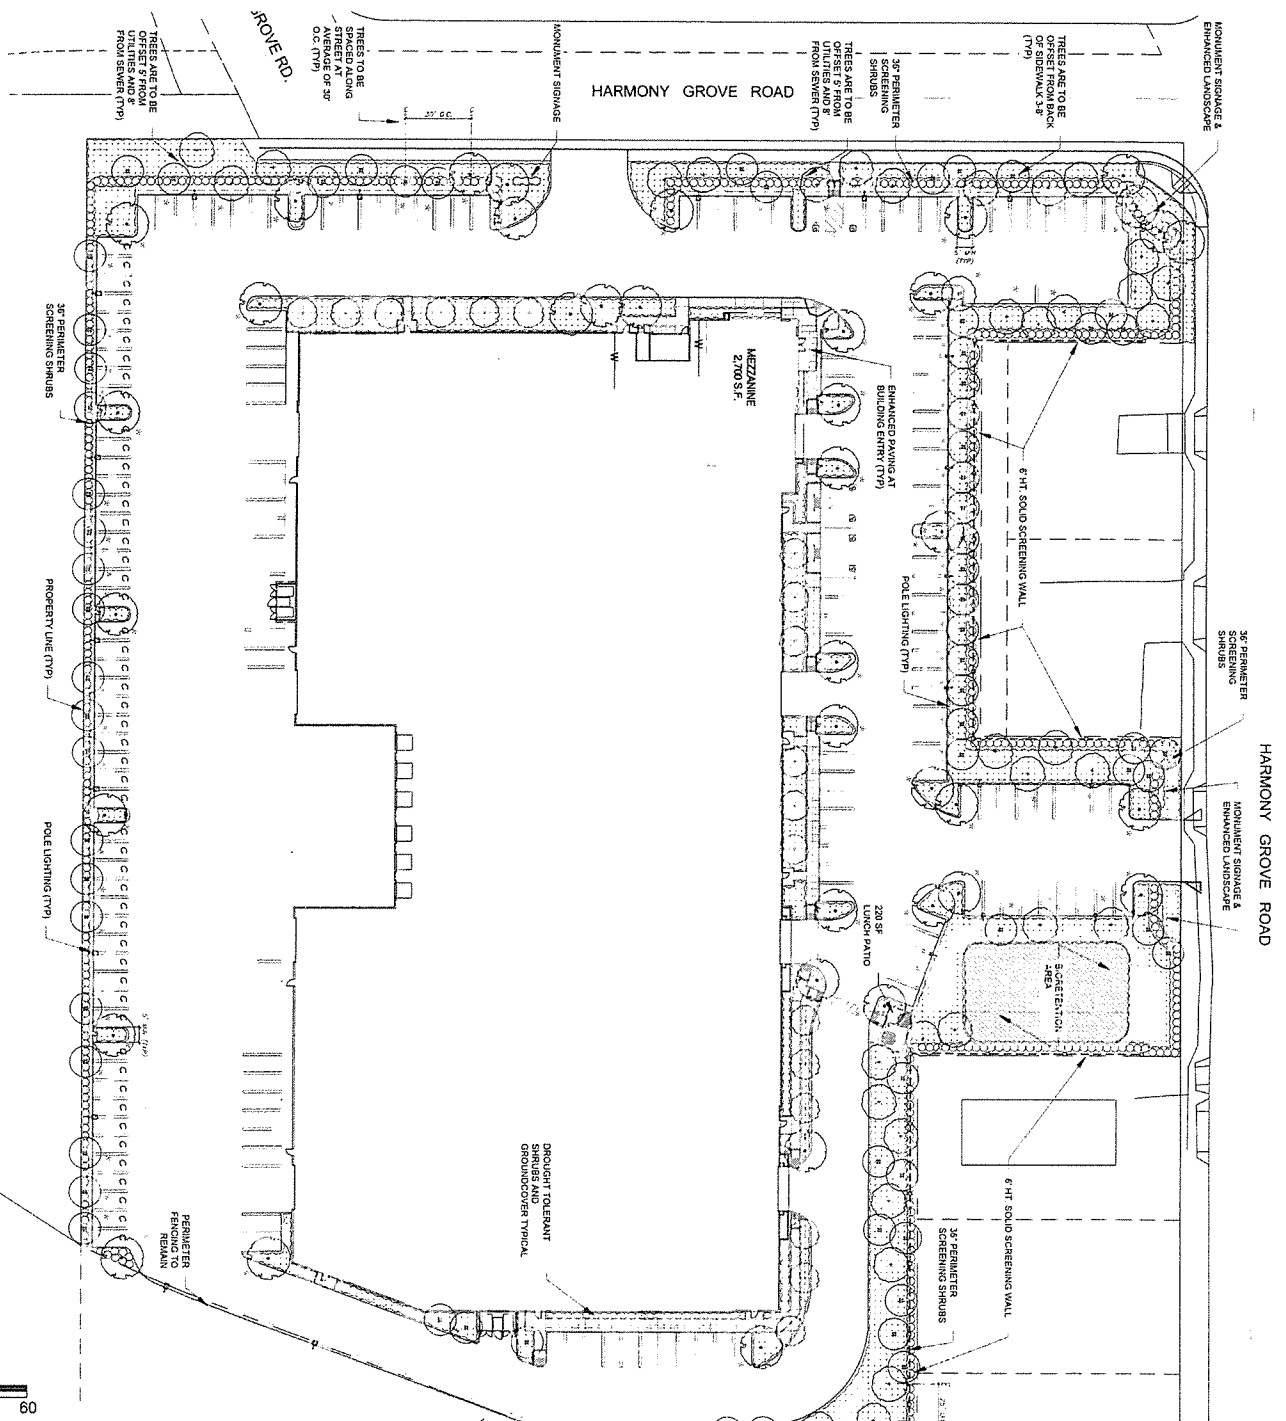 MONUMENT SIGNAGE &
ENHANCED LANDSCAPE
TREES ARE TO BE
OFFSET FROM BACK
OF SIDEWALK 3-8'
(TYP)
36" PERIMETER
SCREENING
SHRUBS
TREES ARE TO BE
OFFSET 5' FROM
UTILITIES AND 8'
FROM SEWER (TYP)
HARMONY GROVE ROAD
MONUMENT SIGNAGE
TREES TO BE
SPACED ALONG
STREET AT
AVERAGE OF 30'
O.C. (TYP)
30' O.C.
GROVE RD.
TREES ARE TO BE
OFFSET 5' FROM
UTILITIES AND 8'
FROM SEWER (TYP)
36" PERIMETER
SCREENING SHRUBS
MEZZANINE
2,700 S.F.
ENHANCED PAVING AT
BUILDING ENTRY (TYP)
6' HT. SOLID SCREENING WALL
POLE LIGHTING (TYP)
36" PERIMETER
SCREENING
SHRUBS
HARMONY GROVE ROAD
MONUMENT SIGNAGE &
ENHANCED LANDSCAPE
PROPERTY LINE (TYP)
POLE LIGHTING (TYP)
220 SF
LUNCH PATIO
BIORETENTION
AREA
DROUGHT TOLERANT
SHRUBS AND
GROUNDCOVER TYPICAL
6' HT. SOLID SCREENING WALL
36" PERIMETER
SCREENING SHRUBS
PERIMETER
FENCING TO
REMAIN
60